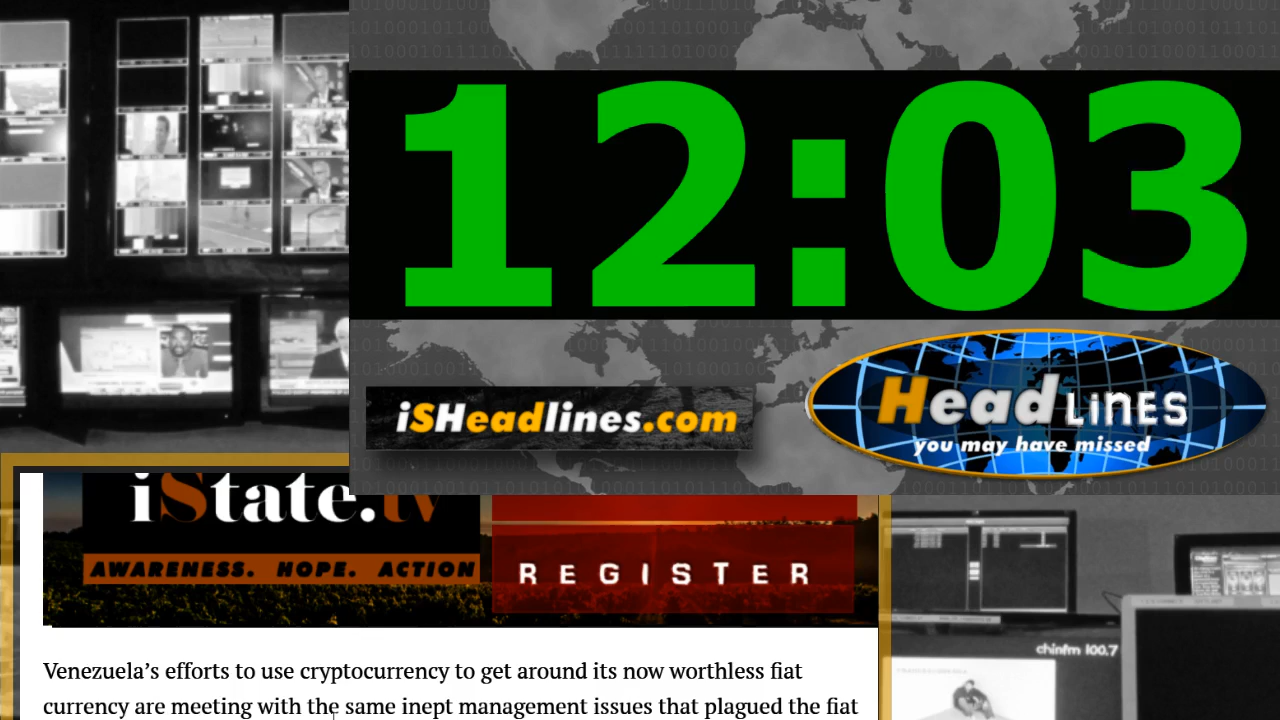 12:03
iSHeadlines.com
HeadLINES
you may have missed
iState.tv
AWARENESS. HOPE. ACTION
REGISTER
chinfm 100.7
Venezuela’s efforts to use cryptocurrency to get around its now worthless fiat
currency are meeting with the same inept management issues that plagued the fiat